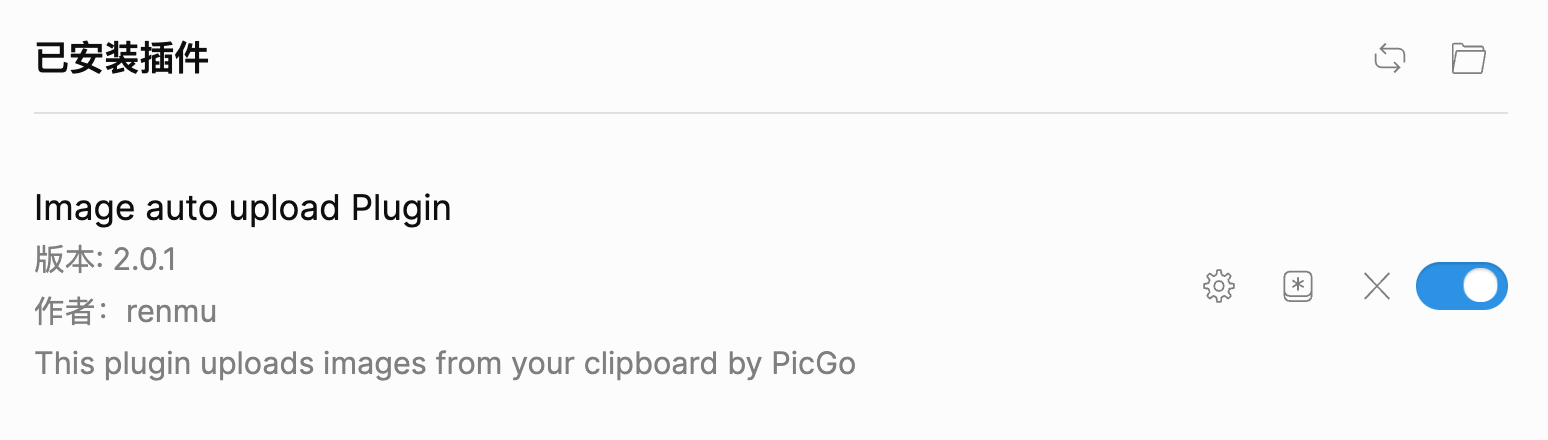 已安装插件
Image auto upload Plugin
版本: 2.0.1
作者：renmu
This plugin uploads images from your clipboard by PicGo